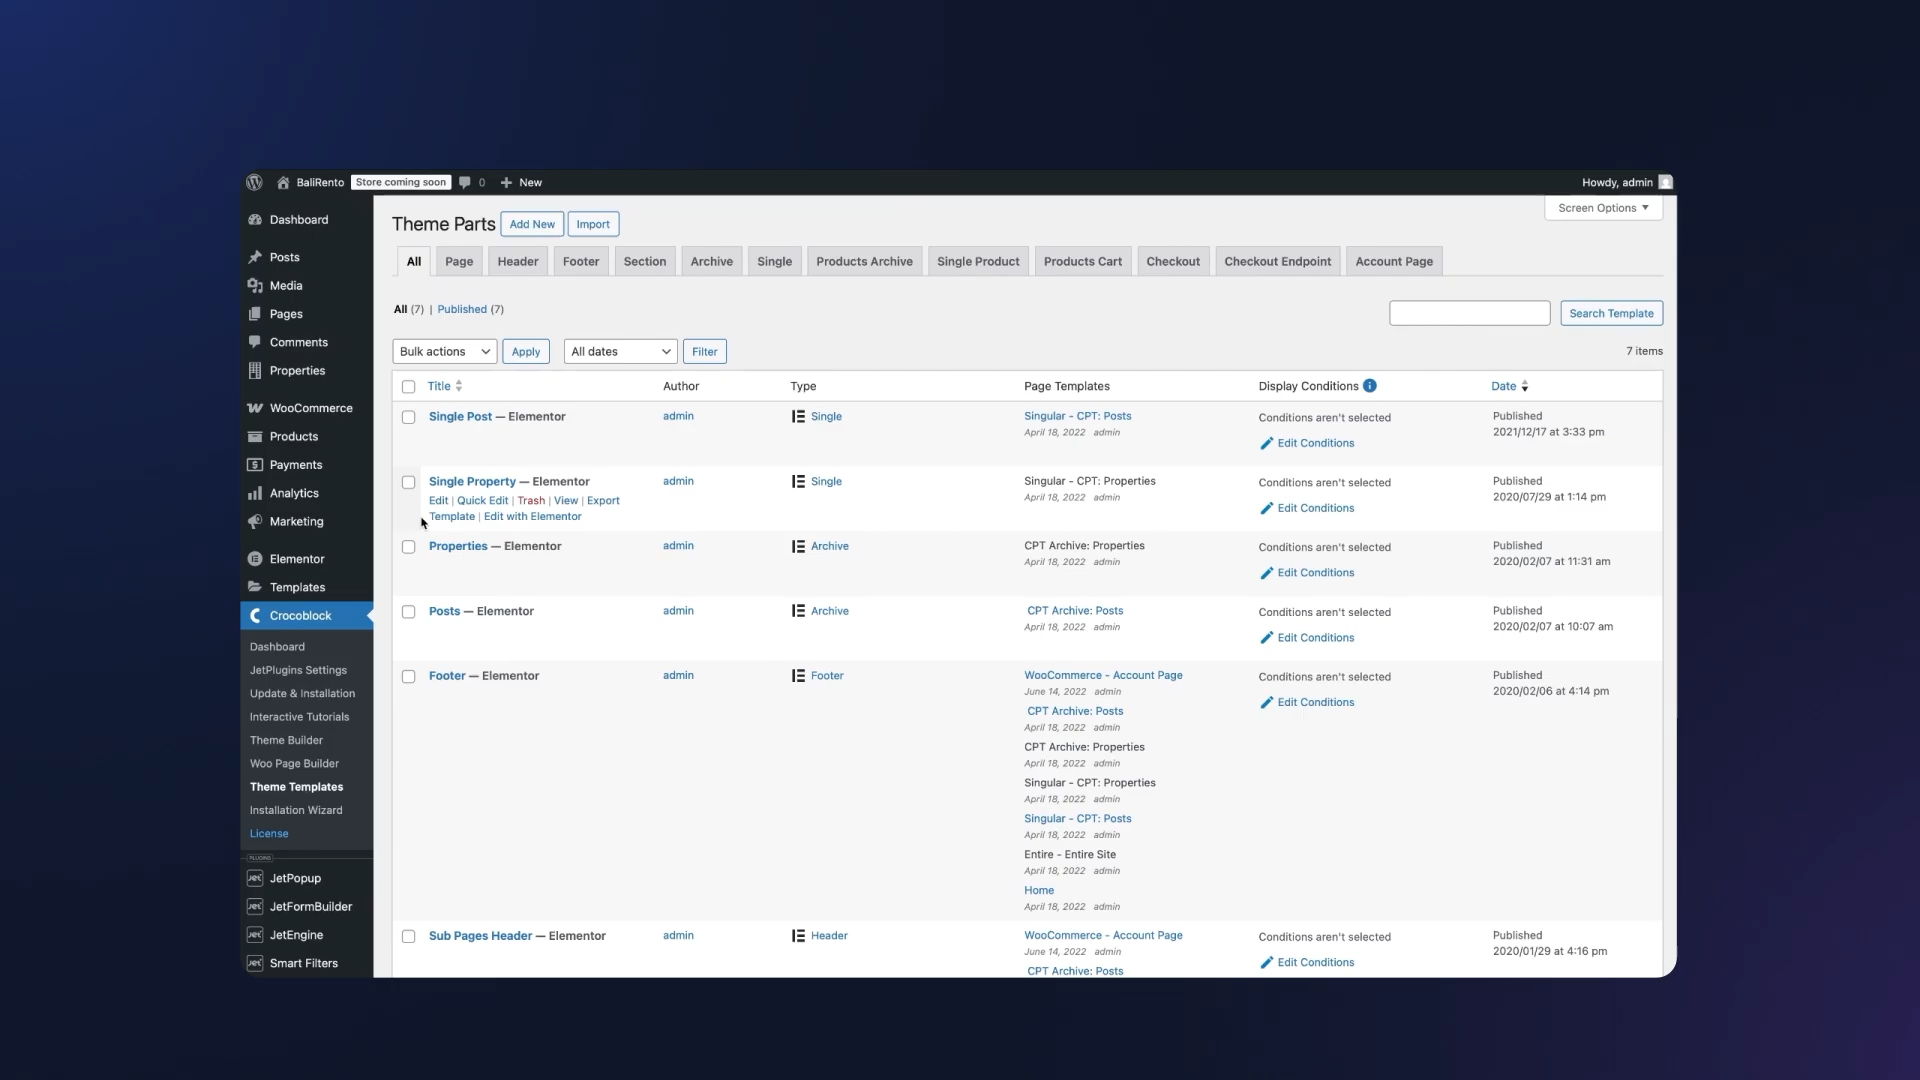 BaliRento Store coming soon 0 New Howdy, admin
Screen Options
Dashboard
Posts
Media
Pages
Comments
Properties
WooCommerce
Products
Payments
Analytics
Marketing
Elementor
Templates
Crocoblock
Dashboard
JetPlugins Settings
Update & Installation
Interactive Tutorials
Theme Builder
Woo Page Builder
Theme Templates
Installation Wizard
License
PLUGINS
JetPopup
JetFormBuilder
JetEngine
Smart Filters
Theme Parts Add New Import
All Page Header Footer Section Archive Single Products Archive Single Product Products Cart Checkout Checkout Endpoint Account Page
All (7) | Published (7)
Search Template
Bulk actions Apply All dates Filter 7 items
Title Author Type Page Templates Display Conditions Date
Single Post — Elementor admin Single Singular - CPT: Posts Conditions aren't selected Published
April 18, 2022 admin 2021/12/17 at 3:33 pm
Edit Conditions
Single Property — Elementor admin Single Singular - CPT: Properties Conditions aren't selected Published
Edit | Quick Edit | Trash | View | Export April 18, 2022 admin 2020/07/29 at 1:14 pm
Template | Edit with Elementor Edit Conditions
Properties — Elementor admin Archive CPT Archive: Properties Conditions aren't selected Published
April 18, 2022 admin 2020/02/07 at 11:31 am
Edit Conditions
Posts — Elementor admin Archive CPT Archive: Posts Conditions aren't selected Published
April 18, 2022 admin 2020/02/07 at 10:07 am
Edit Conditions
Footer — Elementor admin Footer WooCommerce - Account Page Conditions aren't selected Published
June 14, 2022 admin 2020/02/06 at 4:14 pm
Edit Conditions
CPT Archive: Posts
April 18, 2022 admin
CPT Archive: Properties
April 18, 2022 admin
Singular - CPT: Properties
April 18, 2022 admin
Singular - CPT: Posts
April 18, 2022 admin
Entire - Entire Site
April 18, 2022 admin
Home
April 18, 2022 admin
Sub Pages Header — Elementor admin Header WooCommerce - Account Page Conditions aren't selected Published
June 14, 2022 admin 2020/01/29 at 4:16 pm
Edit Conditions
CPT Archive: Posts